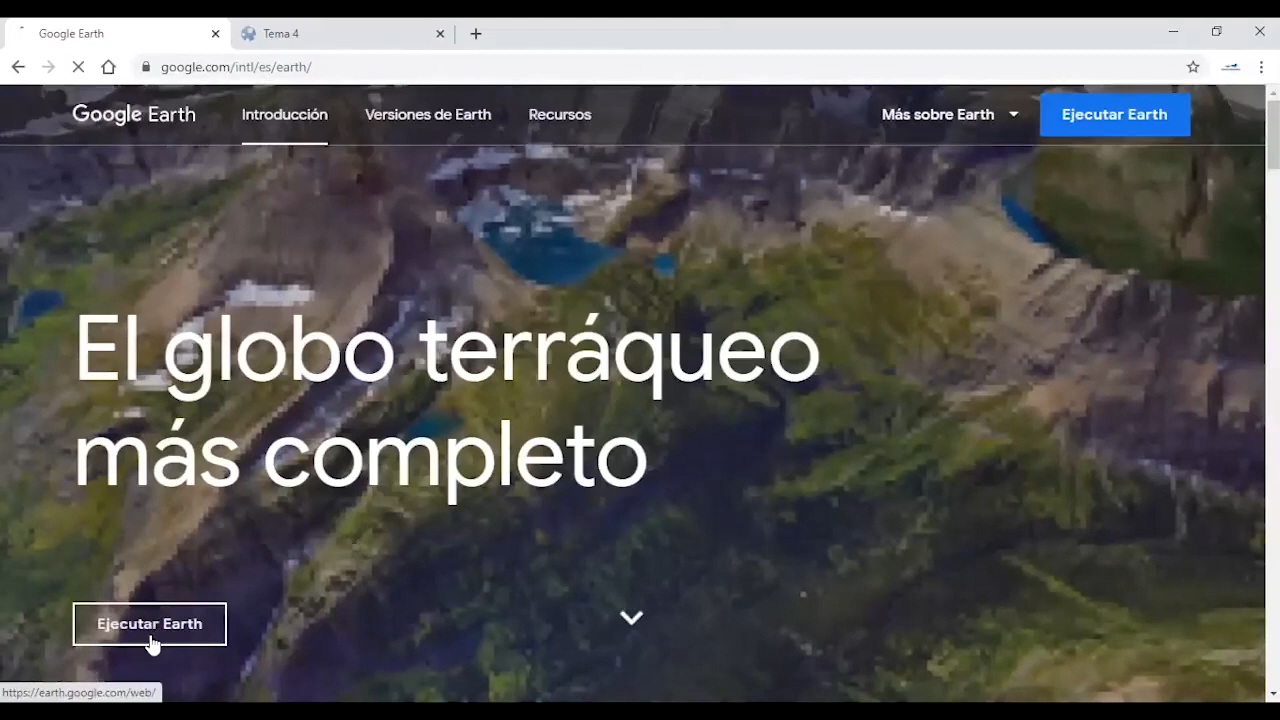 Google Earth
Tema 4
google.com/intl/es/earth/
Google Earth
Introducción
Versiones de Earth
Recursos
Más sobre Earth
Ejecutar Earth
El globo terráqueo
más completo
Ejecutar Earth
https://earth.google.com/web/